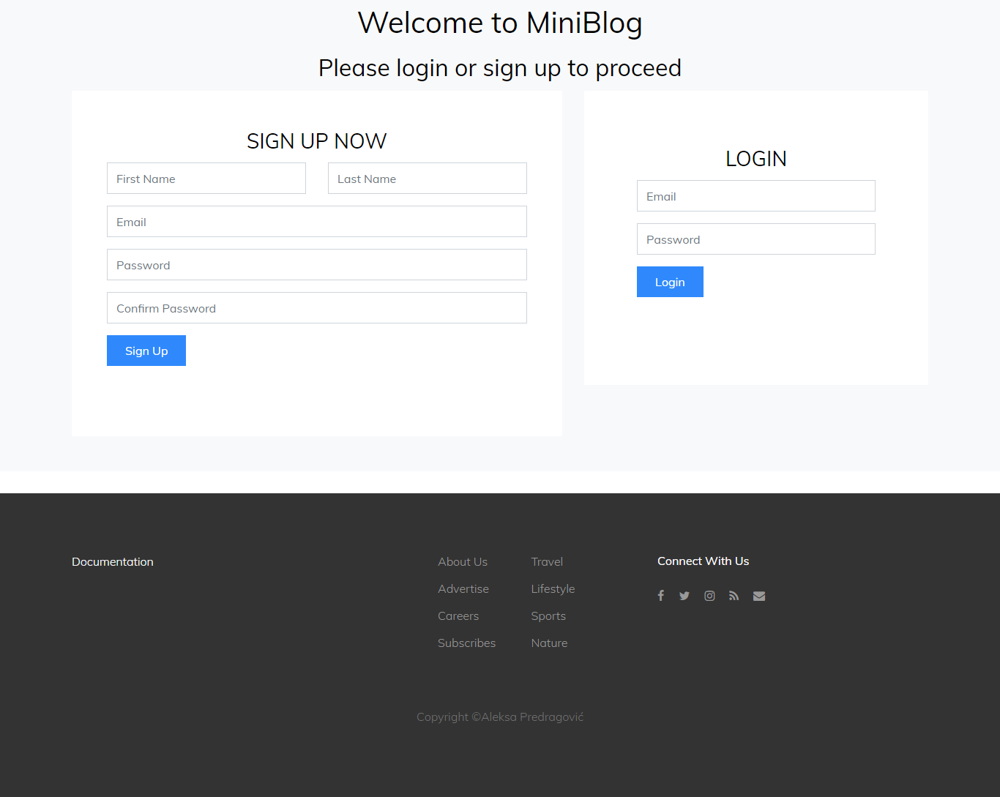 Welcome to MiniBlog
Please login or sign up to proceed
SIGN UP NOW
First Name
Last Name
Email
Password
Confirm Password
Sign Up
LOGIN
Email
Password
Login
Documentation
About Us
Advertise
Careers
Subscribes
Travel
Lifestyle
Sports
Nature
Connect With Us
Copyright ©Aleksa Predragović